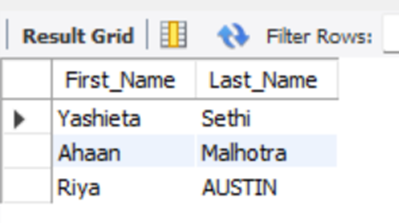 Result Grid Filter Rows:
First_Name Last_Name
Yashieta Sethi
Ahaan Malhotra
Riya AUSTIN